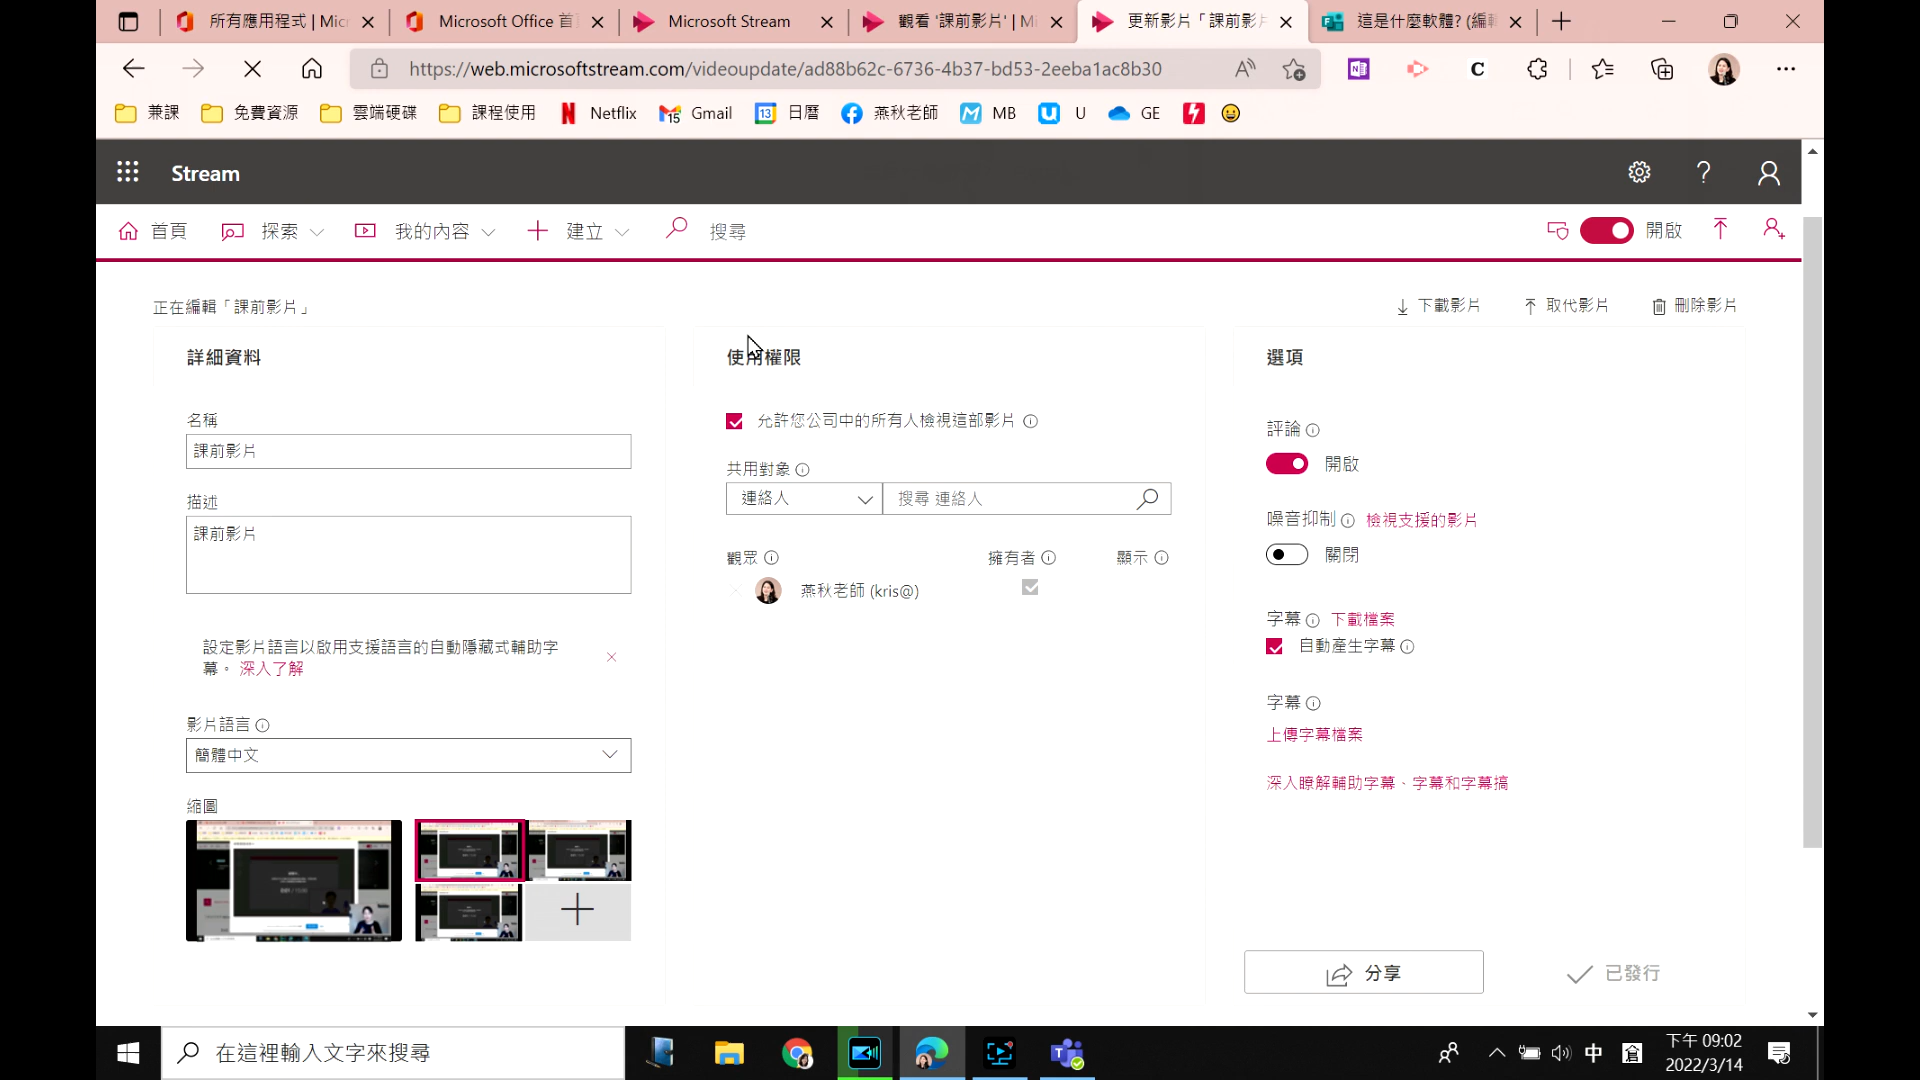 所有應用程式 | Mic
Microsoft Office 首
Microsoft Stream
觀看 '課前影片' | Mi
更新影片「課前影片
這是什麼軟體? (編輯
https://web.microsoftstream.com/videoupdate/ad88b62c-6736-4b37-bd53-2eeba1ac8b30
兼課
免費資源
雲端硬碟
課程使用
Netflix
Gmail
日曆
燕秋老師
MB
U
GE
Stream
首頁
探索
我的內容
建立
搜尋
開啟
正在編輯「課前影片」
下載影片
取代影片
刪除影片
詳細資料
名稱
課前影片
描述
課前影片
設定影片語言以啟用支援語言的自動隱藏式輔助字
幕。 深入了解
影片語言
簡體中文
縮圖
使用權限
允許您公司中的所有人檢視這部影片
共用對象
連絡人
搜尋 連絡人
觀眾
擁有者
顯示
燕秋老師 (kris@)
選項
評論
開啟
噪音抑制 檢視支援的影片
關閉
字幕 下載檔案
自動產生字幕
字幕
上傳字幕檔案
深入瞭解輔助字幕、字幕和字幕搞
分享
已發行
在這裡輸入文字來搜尋
中
倉
下午 09:02
2022/3/14